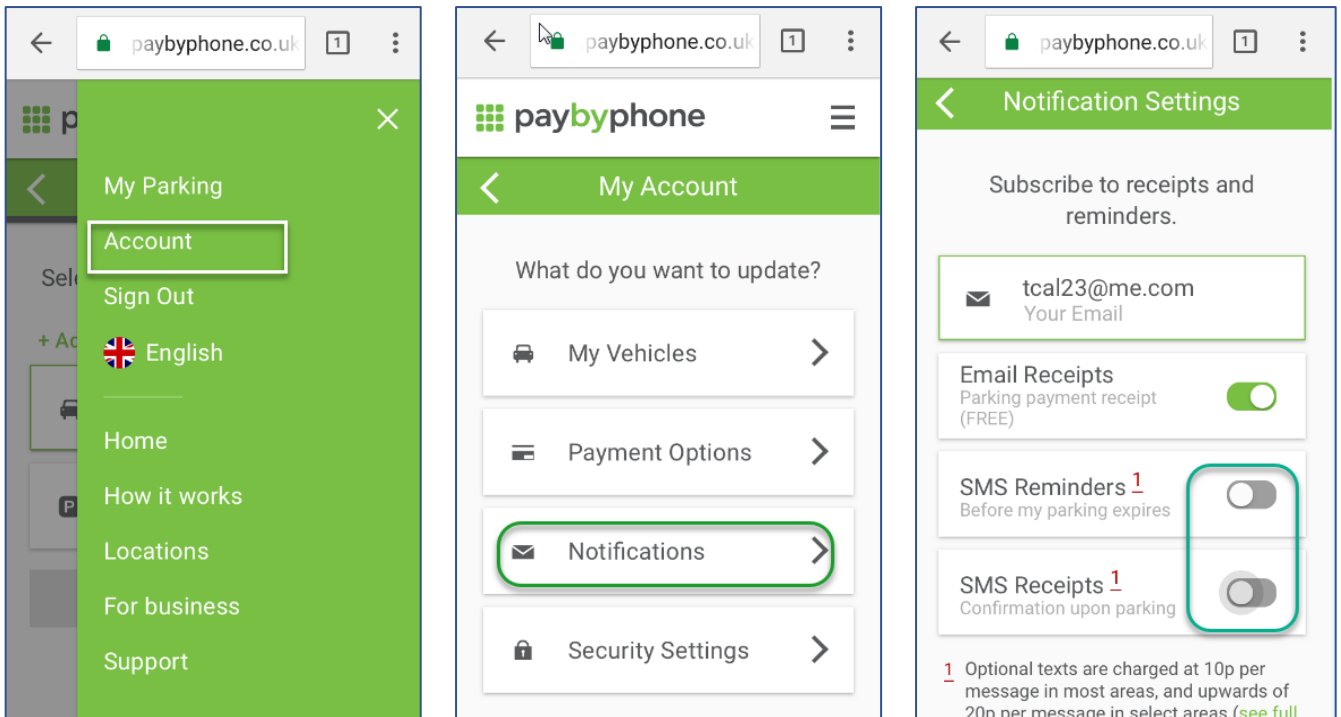 paybyphone.co.uk
1
p
My Parking
Account
Sign Out
English
Home
How it works
Locations
For business
Support
Sele
+ Ad
P
paybyphone.co.uk
1
paybyphone
My Account
What do you want to update?
My Vehicles
Payment Options
Notifications
Security Settings
paybyphone.co.uk
1
Notification Settings
Subscribe to receipts and
reminders.
tcal23@me.com
Your Email
Email Receipts
Parking payment receipt
(FREE)
SMS Reminders 1
Before my parking expires
SMS Receipts 1
Confirmation upon parking
1 Optional texts are charged at 10p per
message in most areas, and upwards of
20p per message in select areas (see full